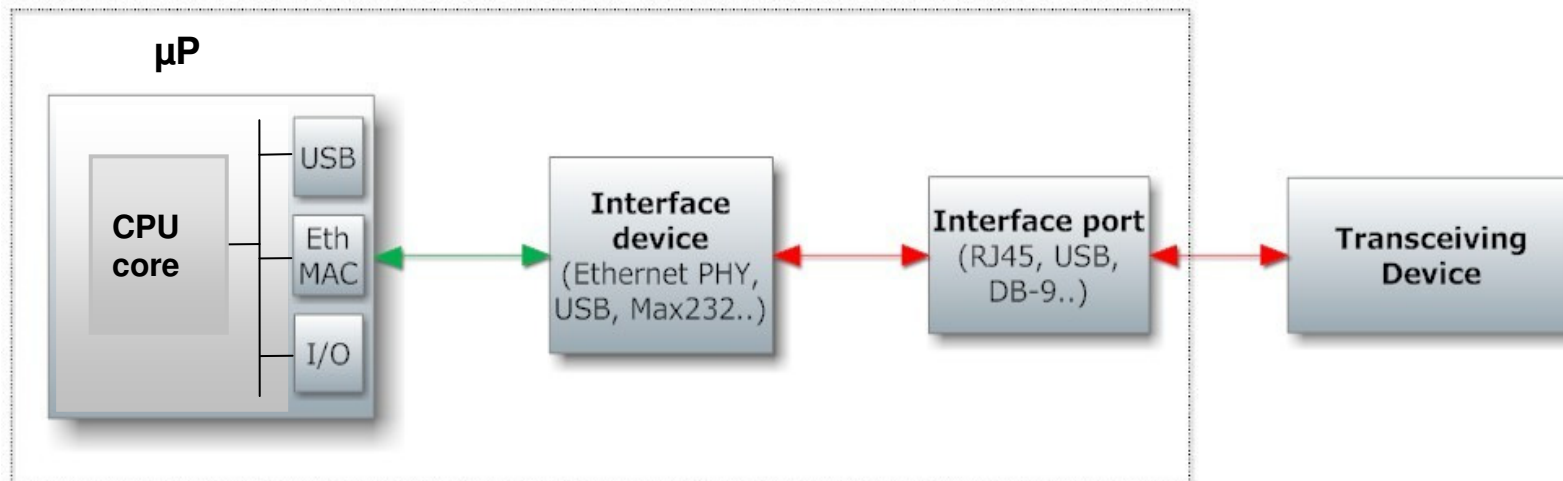 µP
USB
CPU
core
Eth
MAC
I/O
Interface
device
(Ethernet PHY,
USB, Max232..)
Interface port
(RJ45, USB,
DB-9..)
Transceiving
Device